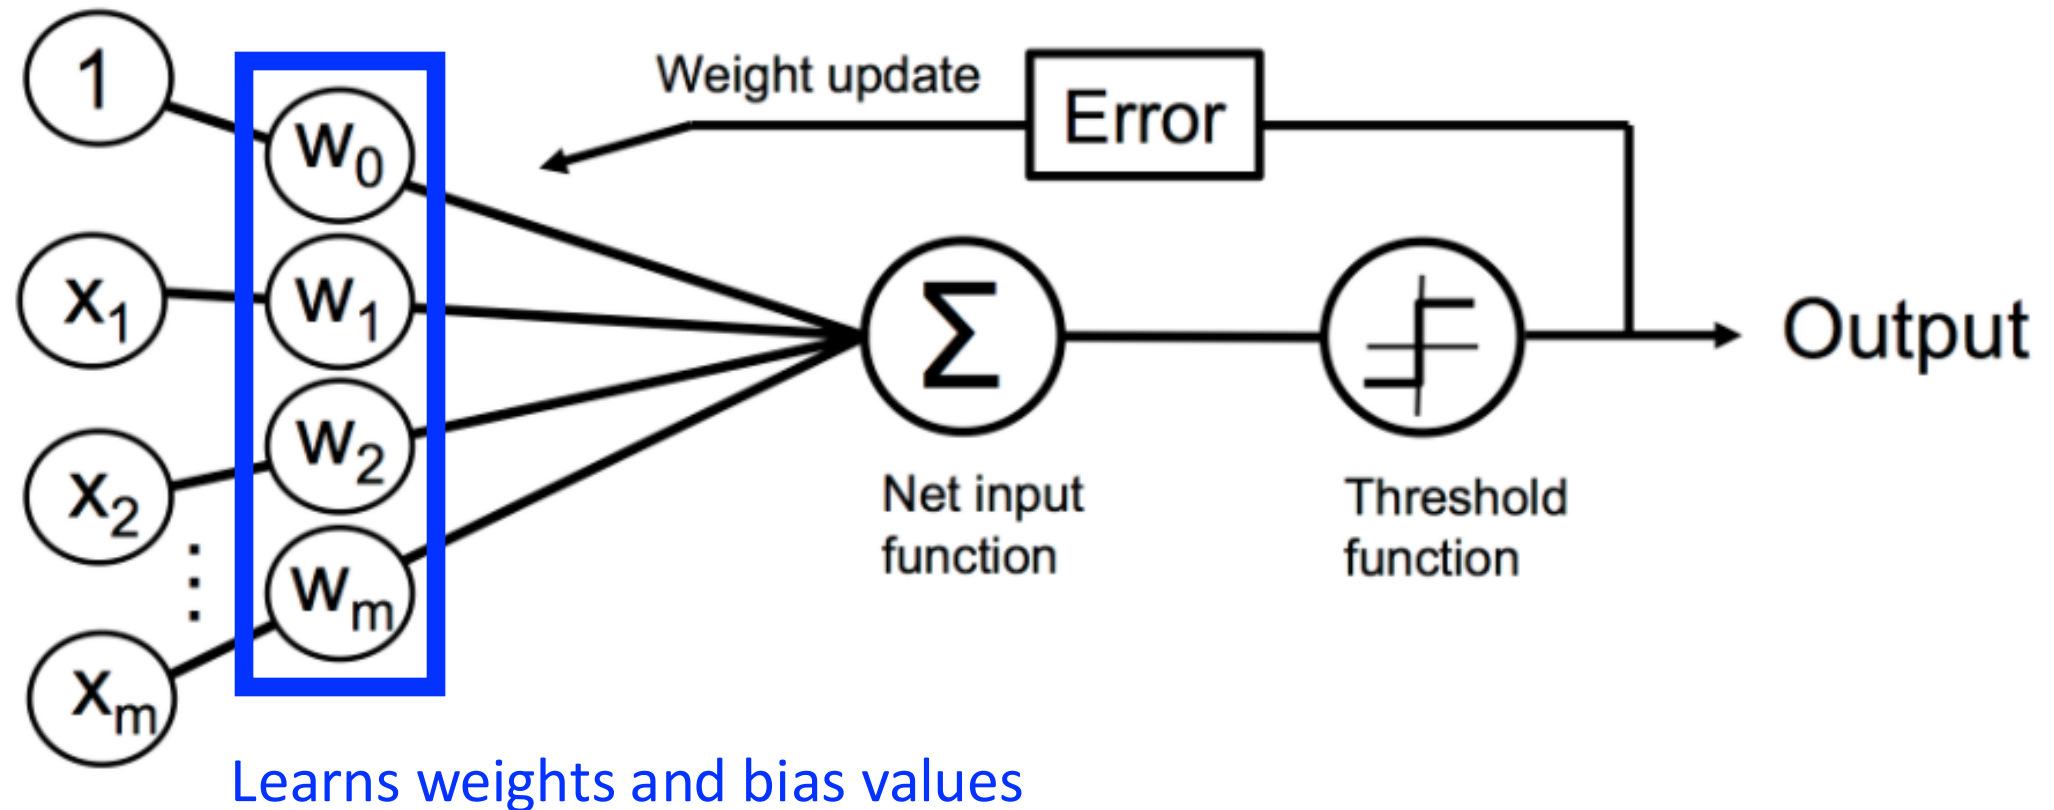 1
w₀
Weight update
Error
x₁
w₁
Σ
Output
x₂
w₂
Net input
function
Threshold
function
⋮
xₘ
wₘ
Learns weights and bias values